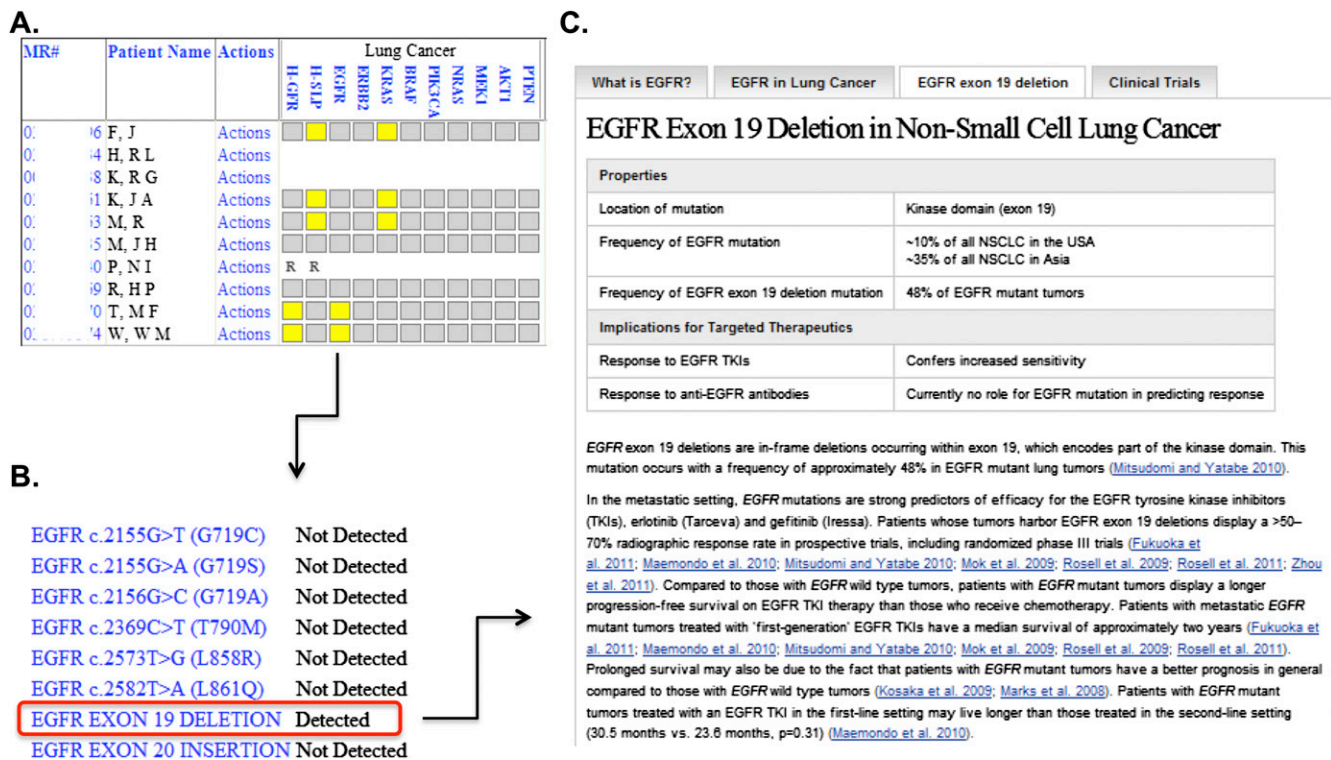 A.
MR# Patient Name Actions Lung Cancer
H-GFR H-SLP EGFR ERBB2 KRAS BRAF PIK3CA NRAS MEK1 AKT1 PTEN
F, J Actions
H, R L Actions
K, R G Actions
K, J A Actions
M, R Actions
M, J H Actions
P, N I Actions R R
R, H P Actions
T, M F Actions
W, W M Actions
B.
EGFR c.2155G>T (G719C) Not Detected
EGFR c.2155G>A (G719S) Not Detected
EGFR c.2156G>C (G719A) Not Detected
EGFR c.2369C>T (T790M) Not Detected
EGFR c.2573T>G (L858R) Not Detected
EGFR c.2582T>A (L861Q) Not Detected
EGFR EXON 19 DELETION Detected
EGFR EXON 20 INSERTION Not Detected
C.
What is EGFR? EGFR in Lung Cancer EGFR exon 19 deletion Clinical Trials
EGFR Exon 19 Deletion in Non-Small Cell Lung Cancer
Properties
Location of mutation Kinase domain (exon 19)
Frequency of EGFR mutation ~10% of all NSCLC in the USA
~35% of all NSCLC in Asia
Frequency of EGFR exon 19 deletion mutation 48% of EGFR mutant tumors
Implications for Targeted Therapeutics
Response to EGFR TKIs Confers increased sensitivity
Response to anti-EGFR antibodies Currently no role for EGFR mutation in predicting response
EGFR exon 19 deletions are in-frame deletions occurring within exon 19, which encodes part of the kinase domain. This
mutation occurs with a frequency of approximately 48% in EGFR mutant lung tumors (Mitsudomi and Yatabe 2010).
In the metastatic setting, EGFR mutations are strong predictors of efficacy for the EGFR tyrosine kinase inhibitors
(TKIs), erlotinib (Tarceva) and gefitinib (Iressa). Patients whose tumors harbor EGFR exon 19 deletions display a >50–
70% radiographic response rate in prospective trials, including randomized phase III trials (Fukuoka et
al. 2011; Maemondo et al. 2010; Mitsudomi and Yatabe 2010; Mok et al. 2009; Rosell et al. 2009; Rosell et al. 2011; Zhou
et al. 2011). Compared to those with EGFR wild type tumors, patients with EGFR mutant tumors display a longer
progression-free survival on EGFR TKI therapy than those who receive chemotherapy. Patients with metastatic EGFR
mutant tumors treated with 'first-generation' EGFR TKIs have a median survival of approximately two years (Fukuoka et
al. 2011; Maemondo et al. 2010; Mitsudomi and Yatabe 2010; Mok et al. 2009; Rosell et al. 2009; Rosell et al. 2011).
Prolonged survival may also be due to the fact that patients with EGFR mutant tumors have a better prognosis in general
compared to those with EGFR wild type tumors (Kosaka et al. 2009; Marks et al. 2008). Patients with EGFR mutant
tumors treated with an EGFR TKI in the first-line setting may live longer than those treated in the second-line setting
(30.5 months vs. 23.6 months, p=0.31) (Maemondo et al. 2010).